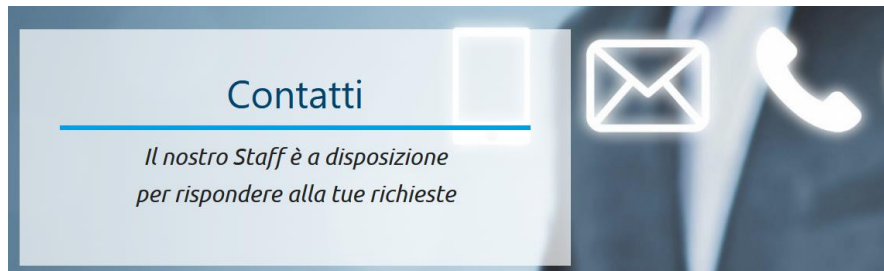 Contatti
Il nostro Staff è a disposizione
per rispondere alla tue richieste